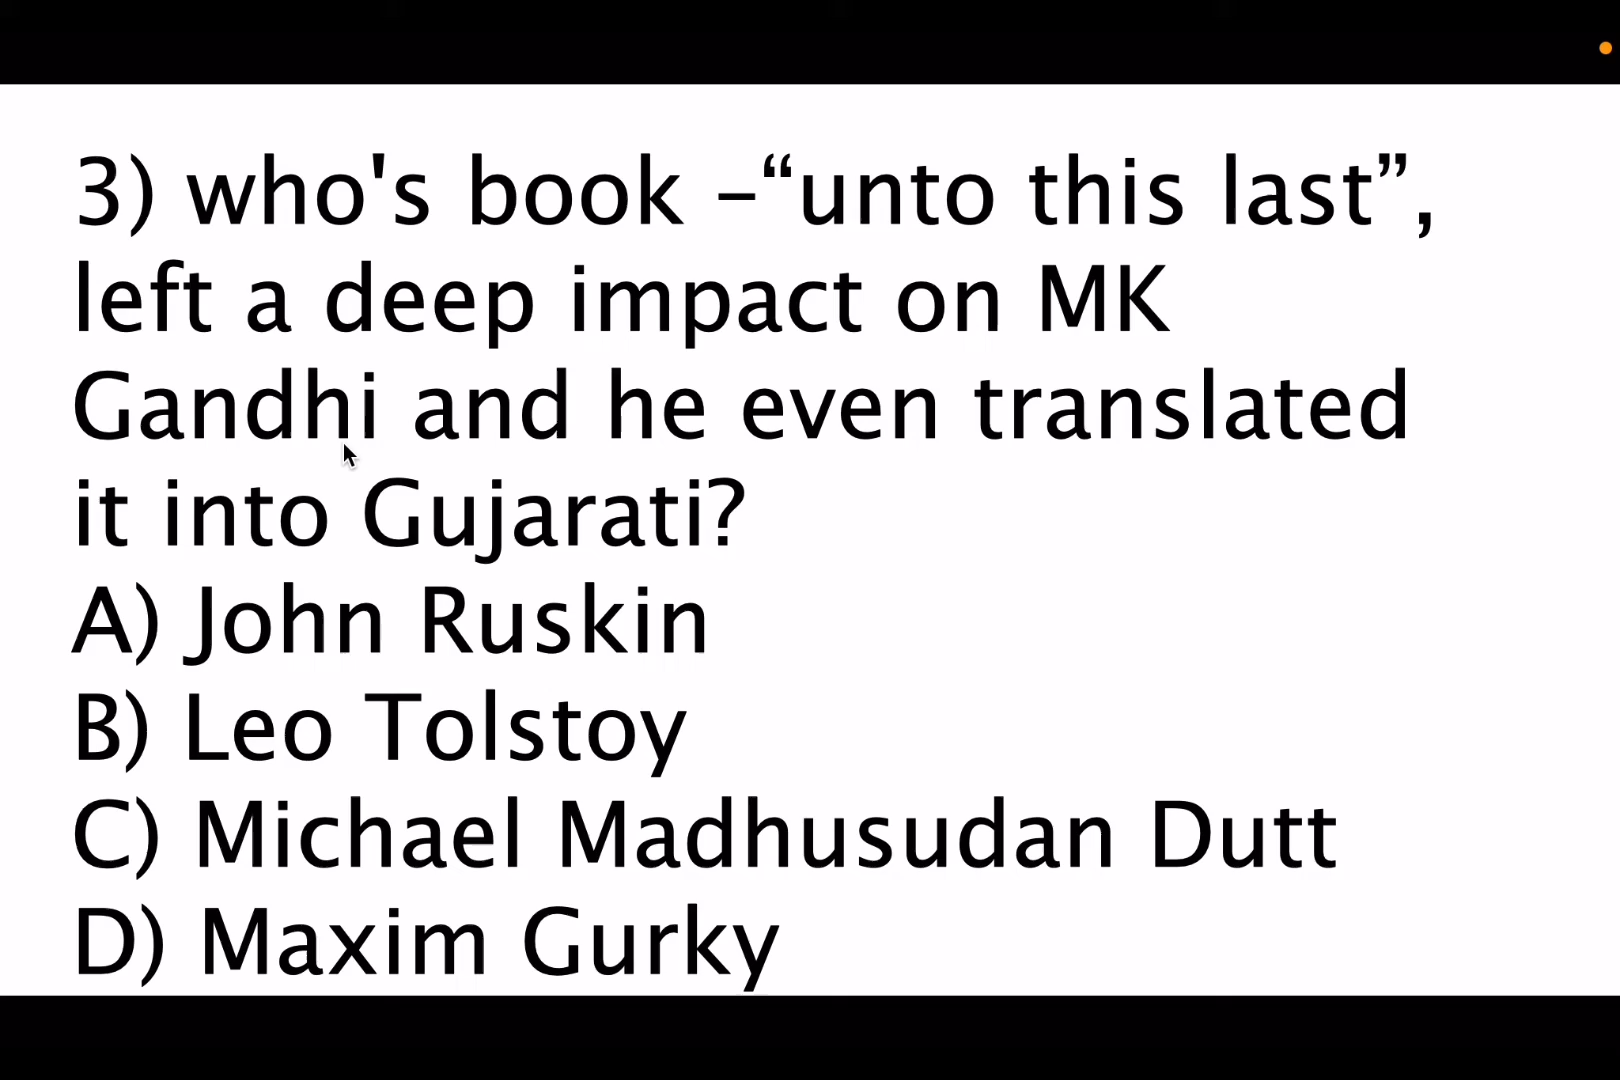 3) who's book –“unto this last”,
left a deep impact on MK
Gandhi and he even translated
it into Gujarati?
A) John Ruskin
B) Leo Tolstoy
C) Michael Madhusudan Dutt
D) Maxim Gurky